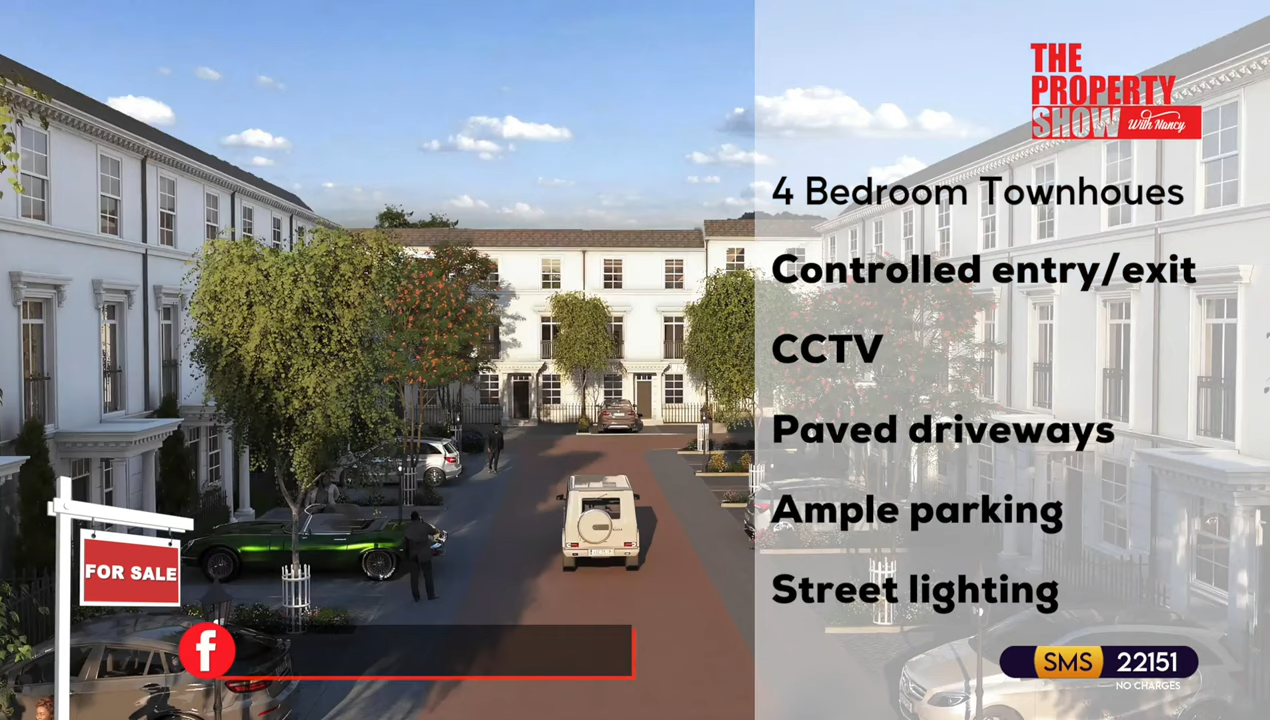 THE
PROPERTY
SHOW With Nancy
4 Bedroom Townhoues
Controlled entry/exit
CCTV
Paved driveways
Ample parking
Street lighting
FOR SALE
f
SMS 22151
NO CHARGES